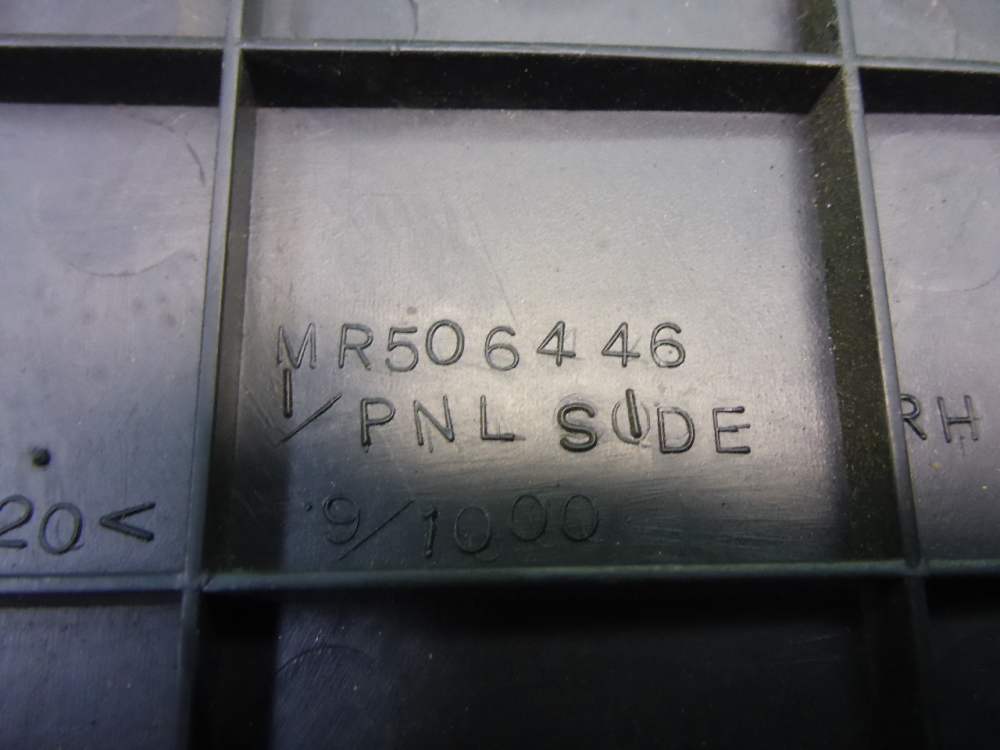 MR506446
I/PNL SIDE RH
20<
9/1000